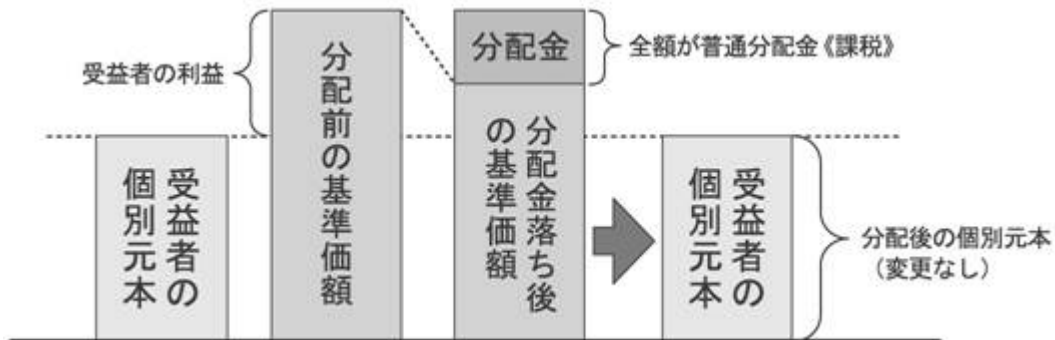 受益者の利益
受益者の
個別元本
分配前の基準価額
分配金
全額が普通分配金《課税》
分配金落ち後
の基準価額
受益者の
個別元本
分配後の個別元本
(変更なし)